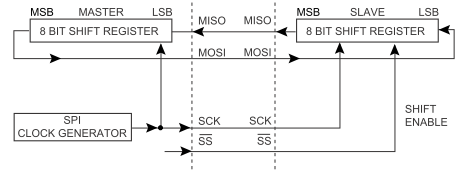 MSB MASTER LSB MISO MISO MSB SLAVE LSB
8 BIT SHIFT REGISTER 8 BIT SHIFT REGISTER
MOSI MOSI
SHIFT
ENABLE
SPI
CLOCK GENERATOR
SCK SCK
SS SS